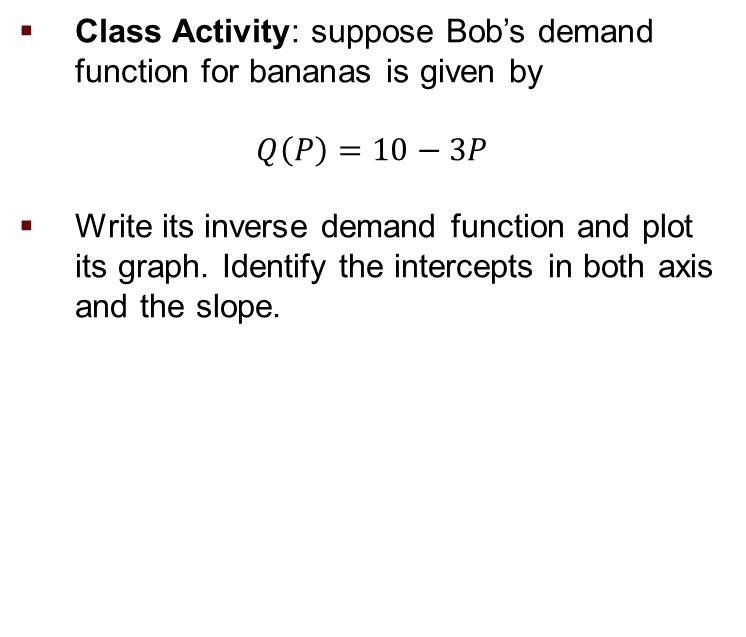 ▪ Class Activity: suppose Bob’s demand
function for bananas is given by
Q(P) = 10 − 3P
▪ Write its inverse demand function and plot
its graph. Identify the intercepts in both axis
and the slope.